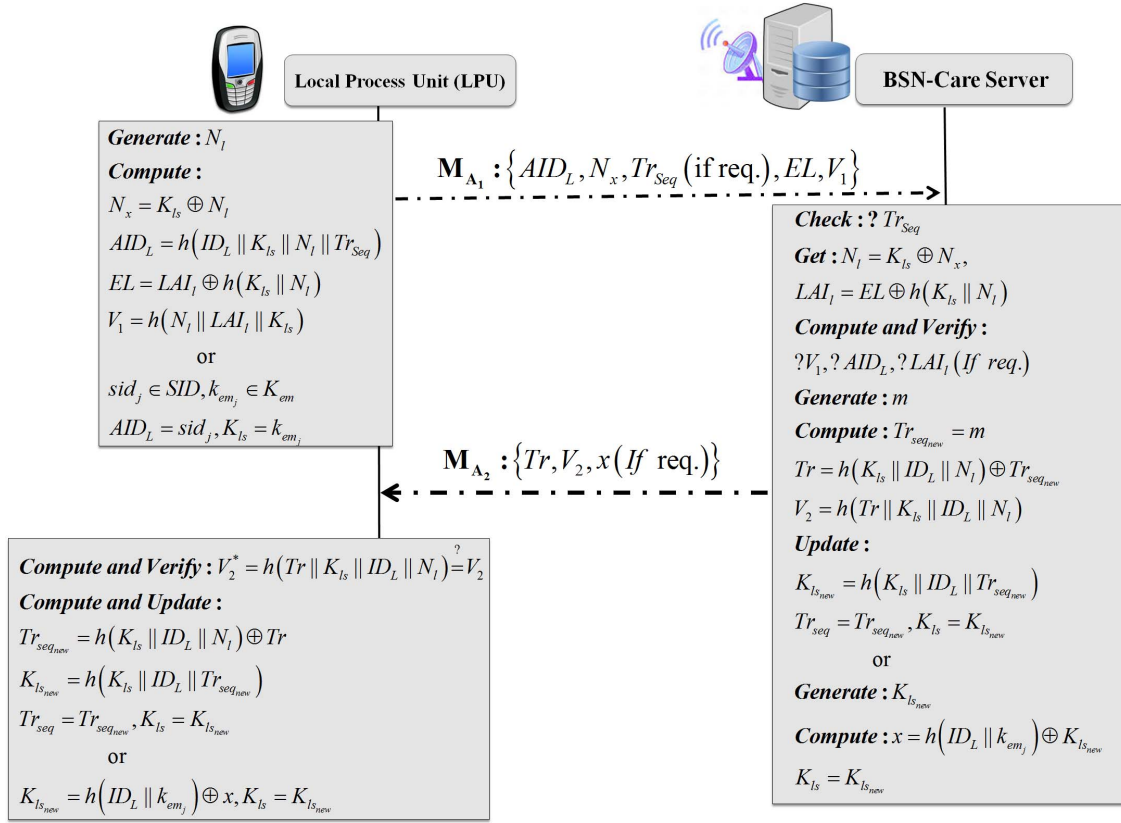 Local Process Unit (LPU)
BSN-Care Server
Generate : N_l
Compute :
N_x = K_ls ⊕ N_l
AID_L = h(ID_L || K_ls || N_l || Tr_Seq)
EL = LAI_l ⊕ h(K_ls || N_l)
V_1 = h(N_l || LAI_l || K_ls)
or
sid_j ∈ SID, k_em_j ∈ K_em
AID_L = sid_j, K_ls = k_em_j
M_A_1 : {AID_L, N_x, Tr_Seq (if req.), EL, V_1}
Check : ? Tr_Seq
Get : N_l = K_ls ⊕ N_x,
LAI_l = EL ⊕ h(K_ls || N_l)
Compute and Verify :
?V_1, ? AID_L, ? LAI_l (If req.)
Generate : m
Compute : Tr_seq_new = m
Tr = h(K_ls || ID_L || N_l) ⊕ Tr_seq_new
V_2 = h(Tr || K_ls || ID_L || N_l)
Update :
K_ls_new = h(K_ls || ID_L || Tr_seq_new)
Tr_seq = Tr_seq_new, K_ls = K_ls_new
or
Generate : K_ls_new
Compute : x = h(ID_L || k_em_j) ⊕ K_ls_new
K_ls = K_ls_new
M_A_2 : {Tr, V_2, x (If req.)}
Compute and Verify : V_2^* = h(Tr || K_ls || ID_L || N_l) =? V_2
Compute and Update :
Tr_seq_new = h(K_ls || ID_L || N_l) ⊕ Tr
K_ls_new = h(K_ls || ID_L || Tr_seq_new)
Tr_seq = Tr_seq_new, K_ls = K_ls_new
or
K_ls_new = h(ID_L || k_em_j) ⊕ x, K_ls = K_ls_new